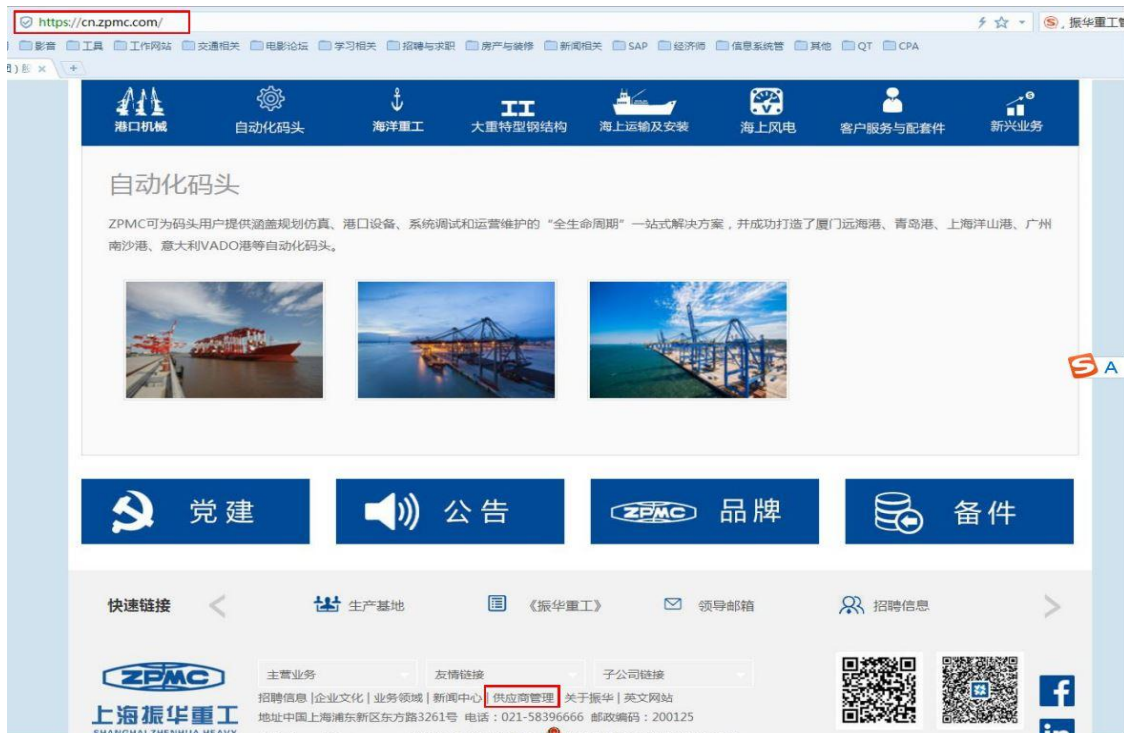 https://cn.zpmc.com/
振华重工管
影音 工具 工作网站 交通相关 电影论坛 学习相关 招聘与求职 房产与装修 新闻相关 SAP 经济师 信息系统管 其他 QT CPA
团)股 × +
港口机械 自动化码头 海洋重工 大重特型钢结构 海上运输及安装 海上风电 客户服务与配套件 新兴业务
自动化码头
ZPMC可为码头用户提供涵盖规划仿真、港口设备、系统调试和运营维护的“全生命周期”一站式解决方案，并成功打造了厦门远海港、青岛港、上海洋山港、广州
南沙港、意大利VADO港等自动化码头。
S A
党建 公告 ZPMC 品牌 备件
快速链接 生产基地 《振华重工》 领导邮箱 招聘信息
ZPMC
主营业务 友情链接 子公司链接
招聘信息 |企业文化 | 业务领域 | 新闻中心 | 供应商管理 | 关于振华 | 英文网站
上海振华重工
地址中国上海浦东新区东方路3261号 电话：021-58396666 邮政编码：200125
SHANGHAI ZHENHUA HEAVY
f
in